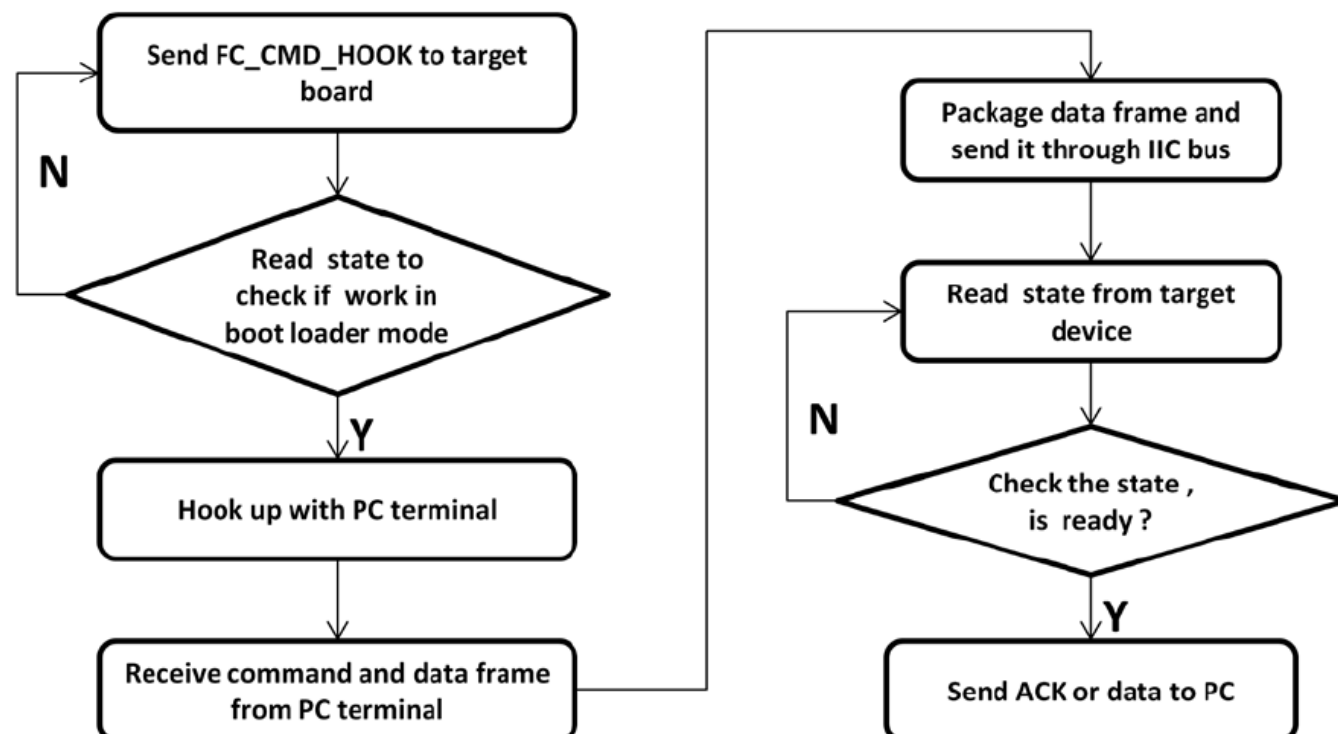 Send FC_CMD_HOOK to target
board
N
Read state to
check if work in
boot loader mode
Y
Hook up with PC terminal
Receive command and data frame
from PC terminal
Package data frame and
send it through IIC bus
Read state from target
device
N
Check the state ,
is ready ?
Y
Send ACK or data to PC